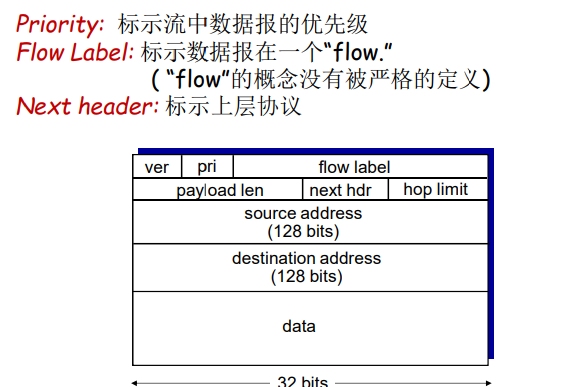 Priority: 标示流中数据报的优先级
Flow Label: 标示数据报在一个“flow.”
( “flow”的概念没有被严格的定义)
Next header: 标示上层协议
ver pri flow label
payload len next hdr hop limit
source address
(128 bits)
destination address
(128 bits)
data
32 bits